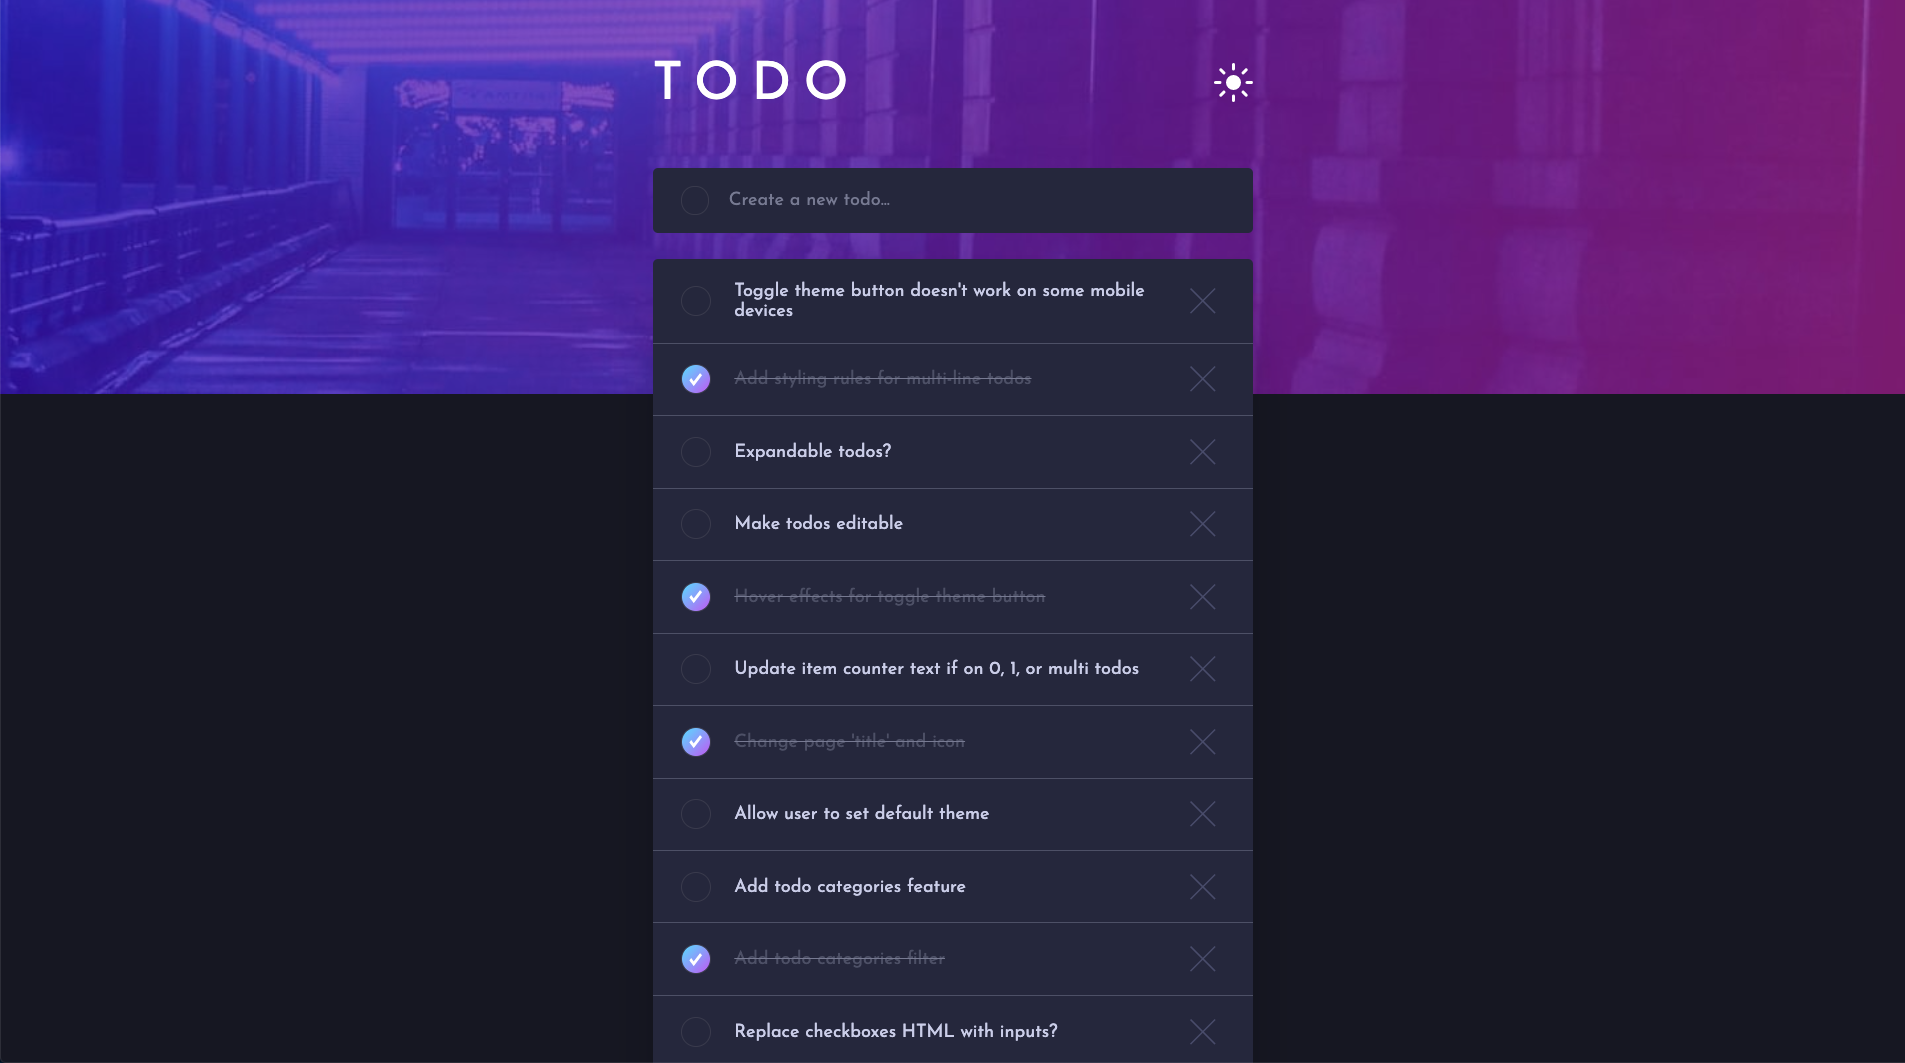 TODO
Create a new todo...
Toggle theme button doesn't work on some mobile
devices
Add styling rules for multi-line todos
Expandable todos?
Make todos editable
Hover effects for toggle theme button
Update item counter text if on 0, 1, or multi todos
Change page 'title' and icon
Allow user to set default theme
Add todo categories feature
Add todo categories filter
Replace checkboxes HTML with inputs?